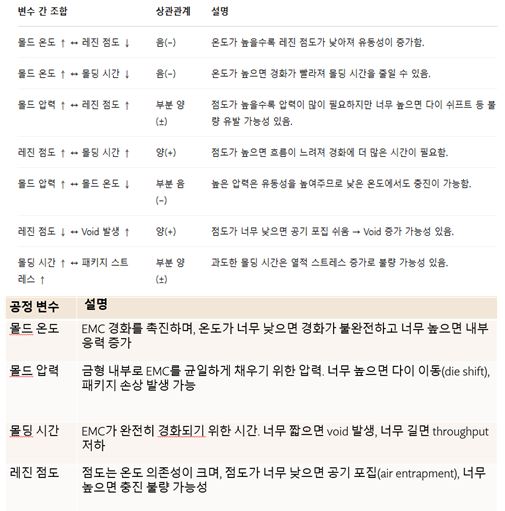 변수 간 조합 상관관계 설명
몰드 온도 ↑ ↔ 레진 점도 ↓ 음(−) 온도가 높을수록 레진 점도가 낮아져 유동성이 증가함.
몰드 온도 ↑ ↔ 몰딩 시간 ↓ 음(−) 온도가 높으면 경화가 빨라져 몰딩 시간을 줄일 수 있음.
몰드 압력 ↑ ↔ 레진 점도 ↑ 부분 양 점도가 높을수록 압력이 많이 필요하지만 너무 높으면 다이 쉬프트 등 불
(±) 량 유발 가능성 있음.
레진 점도 ↑ ↔ 몰딩 시간 ↑ 양(+) 점도가 높으면 흐름이 느려져 경화에 더 많은 시간이 필요함.
몰드 압력 ↑ ↔ 몰드 온도 ↓ 부분 음 높은 압력은 유동성을 높여주므로 낮은 온도에서도 충진이 가능함.
(−)
레진 점도 ↓ ↔ Void 발생 ↑ 양(+) 점도가 너무 낮으면 공기 포집 쉬움 → Void 증가 가능성 있음.
몰딩 시간 ↑ ↔ 패키지 스트 부분 양 과도한 몰딩 시간은 열적 스트레스 증가로 불량 가능성 있음.
레스 ↑ (±)
공정 변수 설명
몰드 온도 EMC 경화를 촉진하며, 온도가 너무 낮으면 경화가 불완전하고 너무 높으면 내부
응력 증가
몰드 압력 금형 내부로 EMC를 균일하게 채우기 위한 압력. 너무 높으면 다이 이동(die shift),
패키지 손상 발생 가능
몰딩 시간 EMC가 완전히 경화되기 위한 시간. 너무 짧으면 void 발생, 너무 길면 throughput
저하
레진 점도 점도는 온도 의존성이 크며, 점도가 너무 낮으면 공기 포집(air entrapment), 너무
높으면 충진 불량 가능성